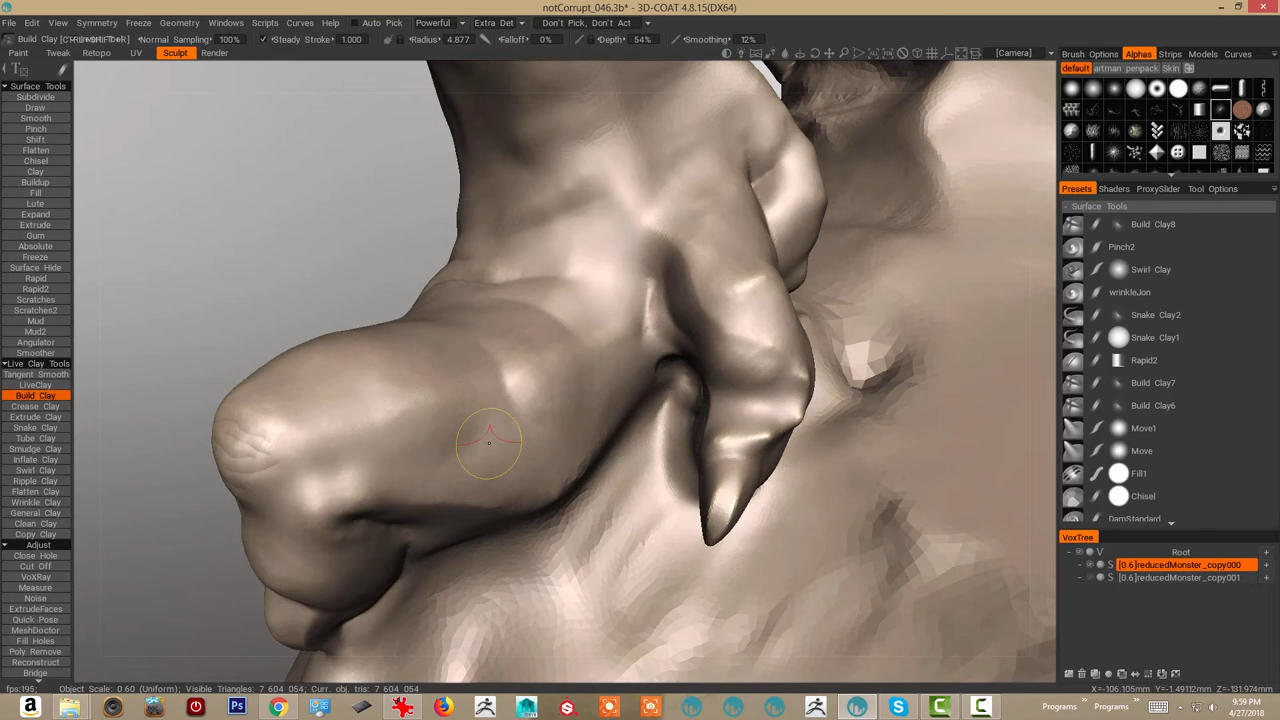 notCorrupt_046.3b* - 3D-COAT 4.8.15(DX64)
File Edit View Symmetry Freeze Geometry Windows Scripts Curves Help Auto Pick Powerful Extra Det Don't Pick, Don't Act
Normal Sampling 100% Steady Stroke 1.000 Radius 4.877 Falloff 0% Depth 54% Smoothing 12%
Paint Tweak Retopo UV Sculpt Render [Camera]
Brush Options Alphas Strips Models Curves
default artman penpack Skin
Presets Shaders ProxySlider Tool Options
Surface Tools
Build Clay8
Pinch2
Swirl Clay
wrinkleJon
Snake Clay2
Snake Clay1
Rapid2
Build Clay7
Build Clay6
Move1
Move
Fill1
Chisel
DamStandard
VoxTree
V Root
S [0.6]reducedMonster_copy000
S [0.6]reducedMonster_copy001
Surface Tools
Subdivide
Draw
Smooth
Pinch
Shift
Flatten
Chisel
Clay
Buildup
Fill
Lute
Expand
Extrude
Gum
Absolute
Freeze
Surface Hide
Rapid
Rapid2
Scratches
Scratches2
Mud
Mud2
Angulator
Smoother
Live Clay Tools
Tangent Smooth
LiveClay
Build Clay
Crease Clay
Extrude Clay
Snake Clay
Tube Clay
Smudge Clay
Inflate Clay
Swirl Clay
Ripple Clay
Flatten Clay
Wrinkle Clay
General Clay
Clean Clay
Copy Clay
Adjust
Close Hole
Cut Off
VoXRay
Measure
Noise
ExtrudeFaces
Quick Pose
MeshDoctor
Fill Holes
Poly Remove
Reconstruct
Bridge
fps:195; Object Scale: 0.60 (Uniform); Visible Triangles: 7 604 054; Curr. obj. tris: 7 604 054;
Programs Programs 9:59 PM
4/27/2018